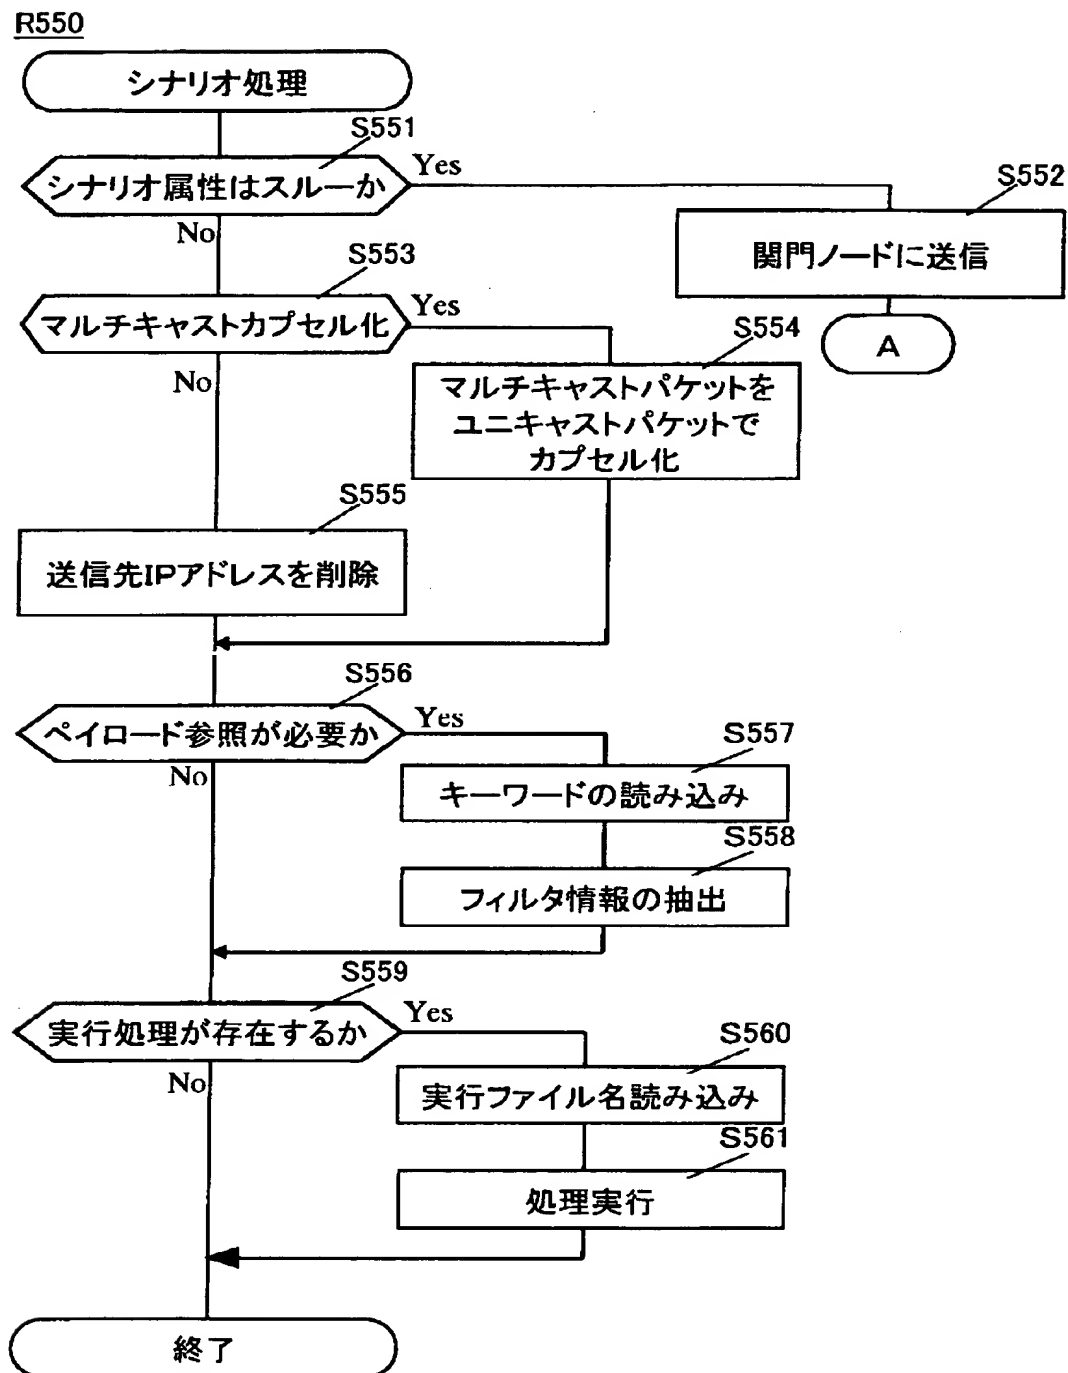 R550
シナリオ処理
S551
シナリオ属性はスルーか
Yes
No
S552
関門ノードに送信
A
S553
マルチキャストカプセル化
Yes
No
S554
マルチキャストパケットを
ユニキャストパケットで
カプセル化
S555
送信先IPアドレスを削除
S556
ペイロード参照が必要か
Yes
No
S557
キーワードの読み込み
S558
フィルタ情報の抽出
S559
実行処理が存在するか
Yes
No
S560
実行ファイル名読み込み
S561
処理実行
終了